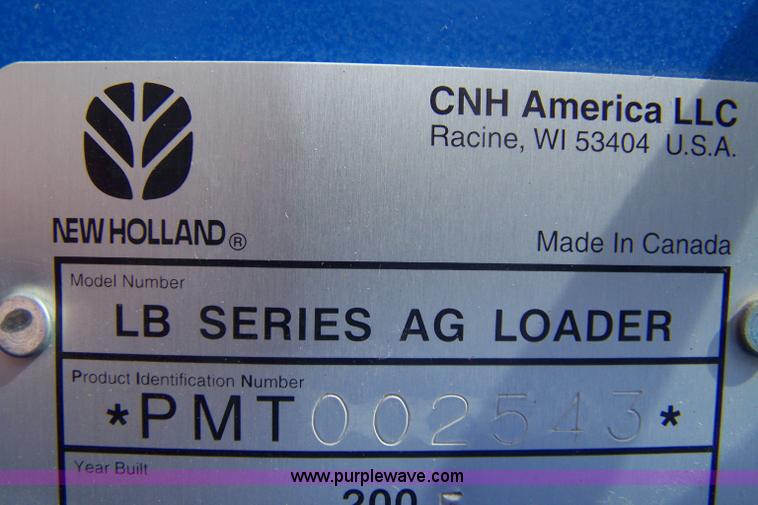 CNH America LLC
Racine, WI 53404 U.S.A.
NEW HOLLAND®
Made In Canada
Model Number
LB SERIES AG LOADER
Product Identification Number
*PMT002543*
Year Built
www.purplewave.com